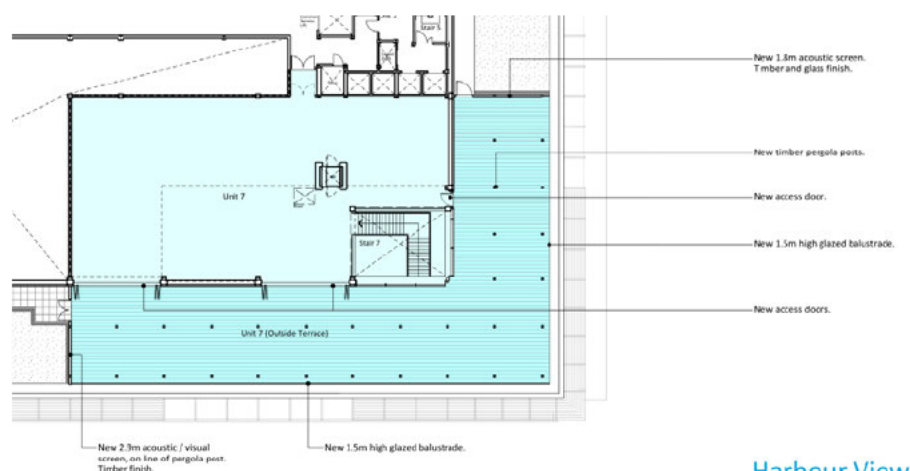 Stair 5
New 1.8m acoustic screen.
Timber and glass finish.
New timber pergola posts.
Unit 7
New access door.
Stair 7
New 1.5m high glazed balustrade.
New access doors.
Unit 7 (Outside Terrace)
New 2.3m acoustic / visual
screen, on line of pergola post.
Timber finish.
New 1.5m high glazed balustrade.
Harbour View